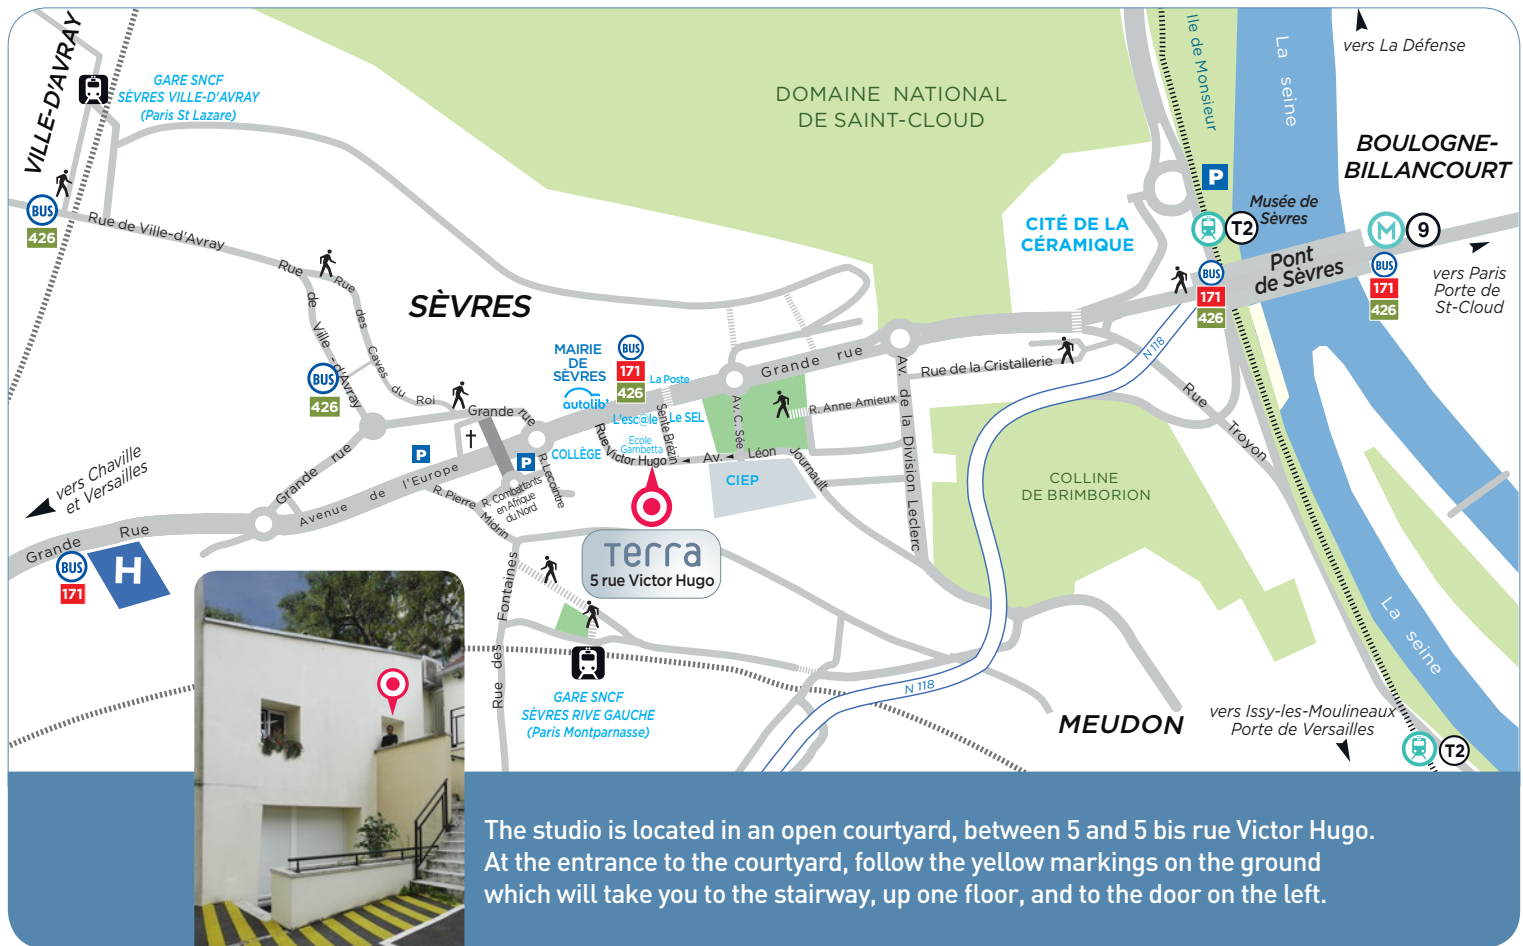 VILLE-D'AVRAY
GARE SNCF
SÈVRES VILLE-D'AVRAY
(Paris St Lazare)
BUS
426
Rue de Ville-d'Avray
Rue de Ville-d'Avray
Rue des Caves du Roi
BUS
426
SÈVRES
DOMAINE NATIONAL
DE SAINT-CLOUD
Ile de Monsieur
La seine
vers La Défense
BOULOGNE-
BILLANCOURT
P
Musée de
Sèvres
T2
M 9
CITÉ DE LA
CÉRAMIQUE
Pont
de Sèvres
BUS
171
426
BUS
171
426
vers Paris
Porte de
St-Cloud
N 118
MAIRIE
DE
SÈVRES
autolib'
BUS
171
426
La Poste
L'esc@le
Le SEL
Sente Brézin
Ecole
Gambetta
COLLÈGE
Rue Victor Hugo
Grande rue
Grande rue
Av. C. Sée
Av. Léon Journault
CIEP
R. Anne Amieux
Av. de la Division Leclerc
Rue de la Cristallerie
Rue Troyon
COLLINE
DE BRIMBORION
La seine
P
P
R. Lecointre
R. Combattants
en Afrique
du Nord
R. Pierre Midrin
Avenue de l'Europe
Grande rue
vers Chaville
et Versailles
Grande Rue
BUS
171
H
Terra
5 rue Victor Hugo
Rue des Fontaines
GARE SNCF
SÈVRES RIVE GAUCHE
(Paris Montparnasse)
N 118
MEUDON
vers Issy-les-Moulineaux
Porte de Versailles
T2
The studio is located in an open courtyard, between 5 and 5 bis rue Victor Hugo.
At the entrance to the courtyard, follow the yellow markings on the ground
which will take you to the stairway, up one floor, and to the door on the left.